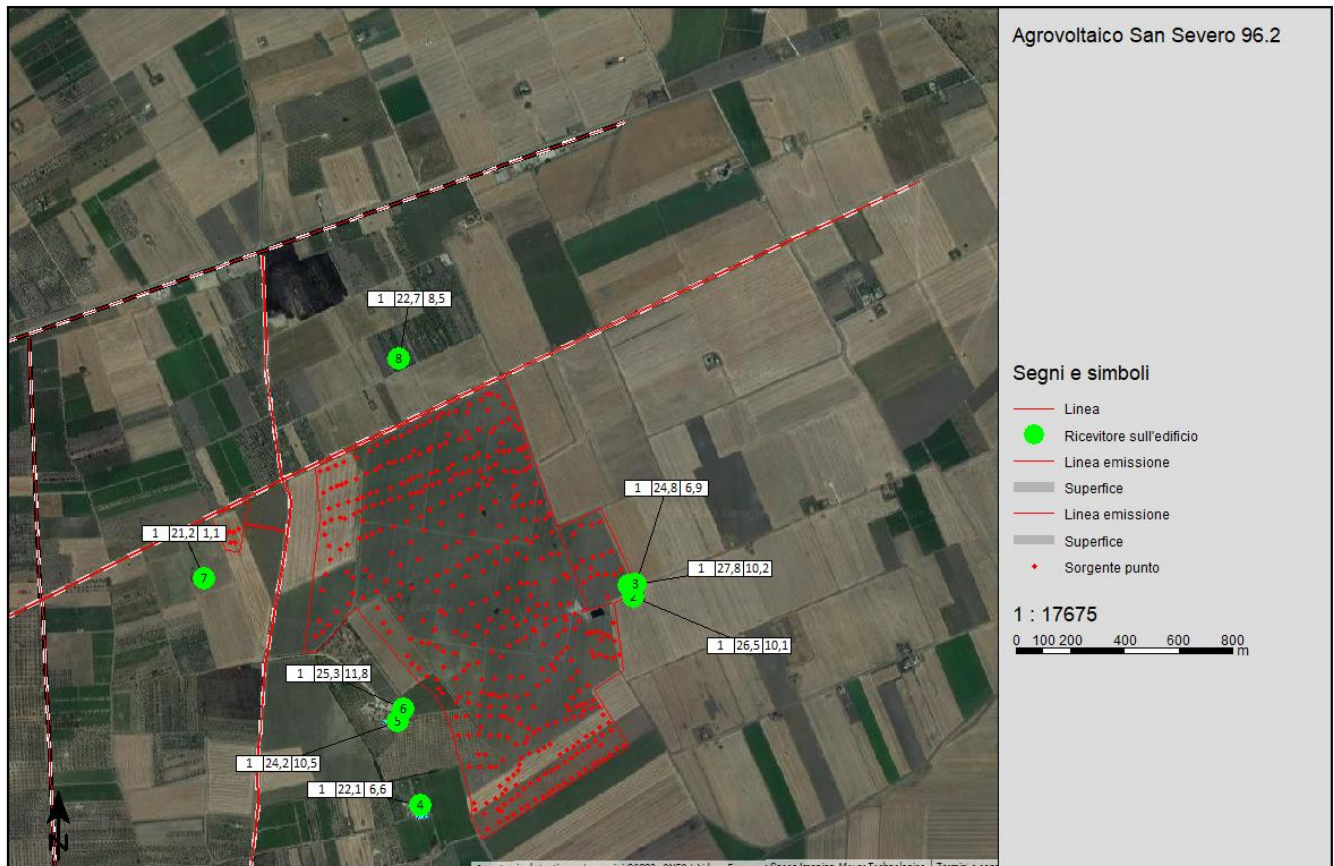 Agrovoltaico San Severo 96.2
1 22,7 8,5
8
1 24,8 6,9
1 21,2 1,1
7
3
1 27,8 10,2
2
1 26,5 10,1
1 25,3 11,8
6
5
1 24,2 10,5
1 22,1 6,6
4
Segni e simboli
Linea
Ricevitore sull'edificio
Linea emissione
Superfice
Linea emissione
Superfice
Sorgente punto
1 : 17675
0 100 200 400 600 800
m